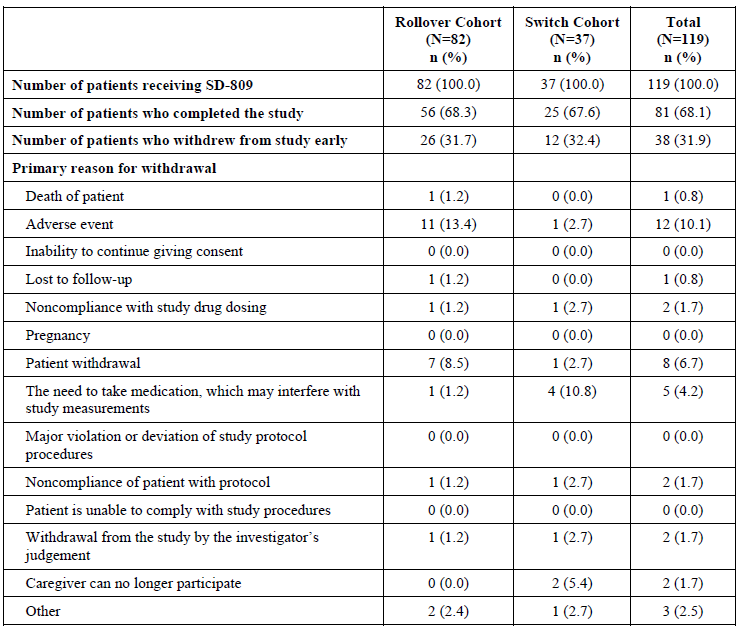 Rollover Cohort (N=82) n (%) Switch Cohort (N=37) n (%) Total (N=119) n (%)
Number of patients receiving SD-809 82 (100.0) 37 (100.0) 119 (100.0)
Number of patients who completed the study 56 (68.3) 25 (67.6) 81 (68.1)
Number of patients who withdrew from study early 26 (31.7) 12 (32.4) 38 (31.9)
Primary reason for withdrawal
Death of patient 1 (1.2) 0 (0.0) 1 (0.8)
Adverse event 11 (13.4) 1 (2.7) 12 (10.1)
Inability to continue giving consent 0 (0.0) 0 (0.0) 0 (0.0)
Lost to follow-up 1 (1.2) 0 (0.0) 1 (0.8)
Noncompliance with study drug dosing 1 (1.2) 1 (2.7) 2 (1.7)
Pregnancy 0 (0.0) 0 (0.0) 0 (0.0)
Patient withdrawal 7 (8.5) 1 (2.7) 8 (6.7)
The need to take medication, which may interfere with 1 (1.2) 4 (10.8) 5 (4.2)
study measurements
Major violation or deviation of study protocol 0 (0.0) 0 (0.0) 0 (0.0)
procedures
Noncompliance of patient with protocol 1 (1.2) 1 (2.7) 2 (1.7)
Patient is unable to comply with study procedures 0 (0.0) 0 (0.0) 0 (0.0)
Withdrawal from the study by the investigator's 1 (1.2) 1 (2.7) 2 (1.7)
judgement
Caregiver can no longer participate 0 (0.0) 2 (5.4) 2 (1.7)
Other 2 (2.4) 1 (2.7) 3 (2.5)